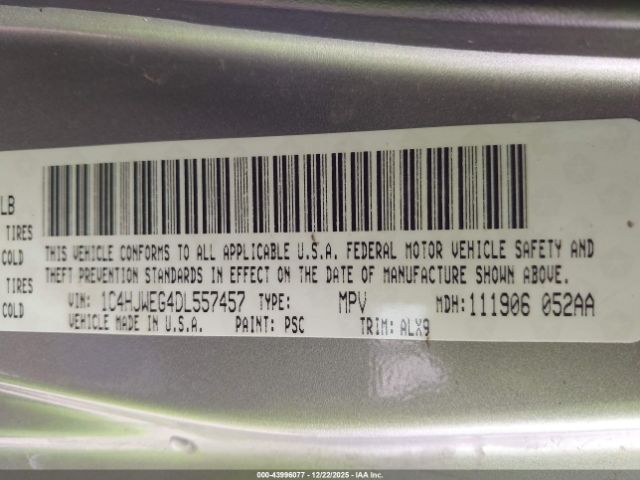 LB
TIRES
COLD
TIRES
COLD
THIS VEHICLE CONFORMS TO ALL APPLICABLE U.S.A. FEDERAL MOTOR VEHICLE SAFETY AND
THEFT PREVENTION STANDARDS IN EFFECT ON THE DATE OF MANUFACTURE SHOWN ABOVE.
VIN: 1C4HJWEG4DL557457 TYPE: MPV MDH: 111906 052AA
VEHICLE MADE IN U.S.A. PAINT: PSC TRIM: ALX9
000-43996077 - 12/22/2025 - IAA Inc.